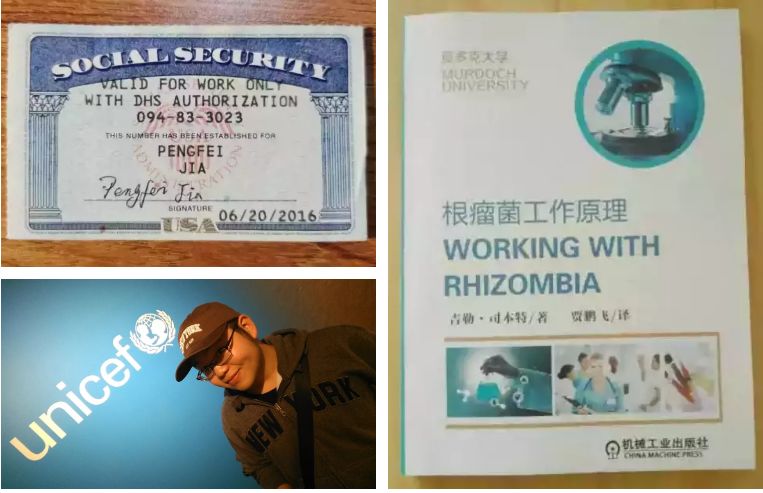 SOCIAL SECURITY
VALID FOR WORK ONLY
WITH DHS AUTHORIZATION
094-83-3023
THIS NUMBER HAS BEEN ESTABLISHED FOR
PENGFEI
JIA
ADMINISTRATION
Pengfei Jia
SIGNATURE
06/20/2016
USA
unicef
NEW YORK
莫多克大学
MURDOCH
UNIVERSITY
根瘤菌工作原理
WORKING WITH
RHIZOMBIA
吉勒·司本特/著 贾鹏飞/译
机械工业出版社
CHINA MACHINE PRESS